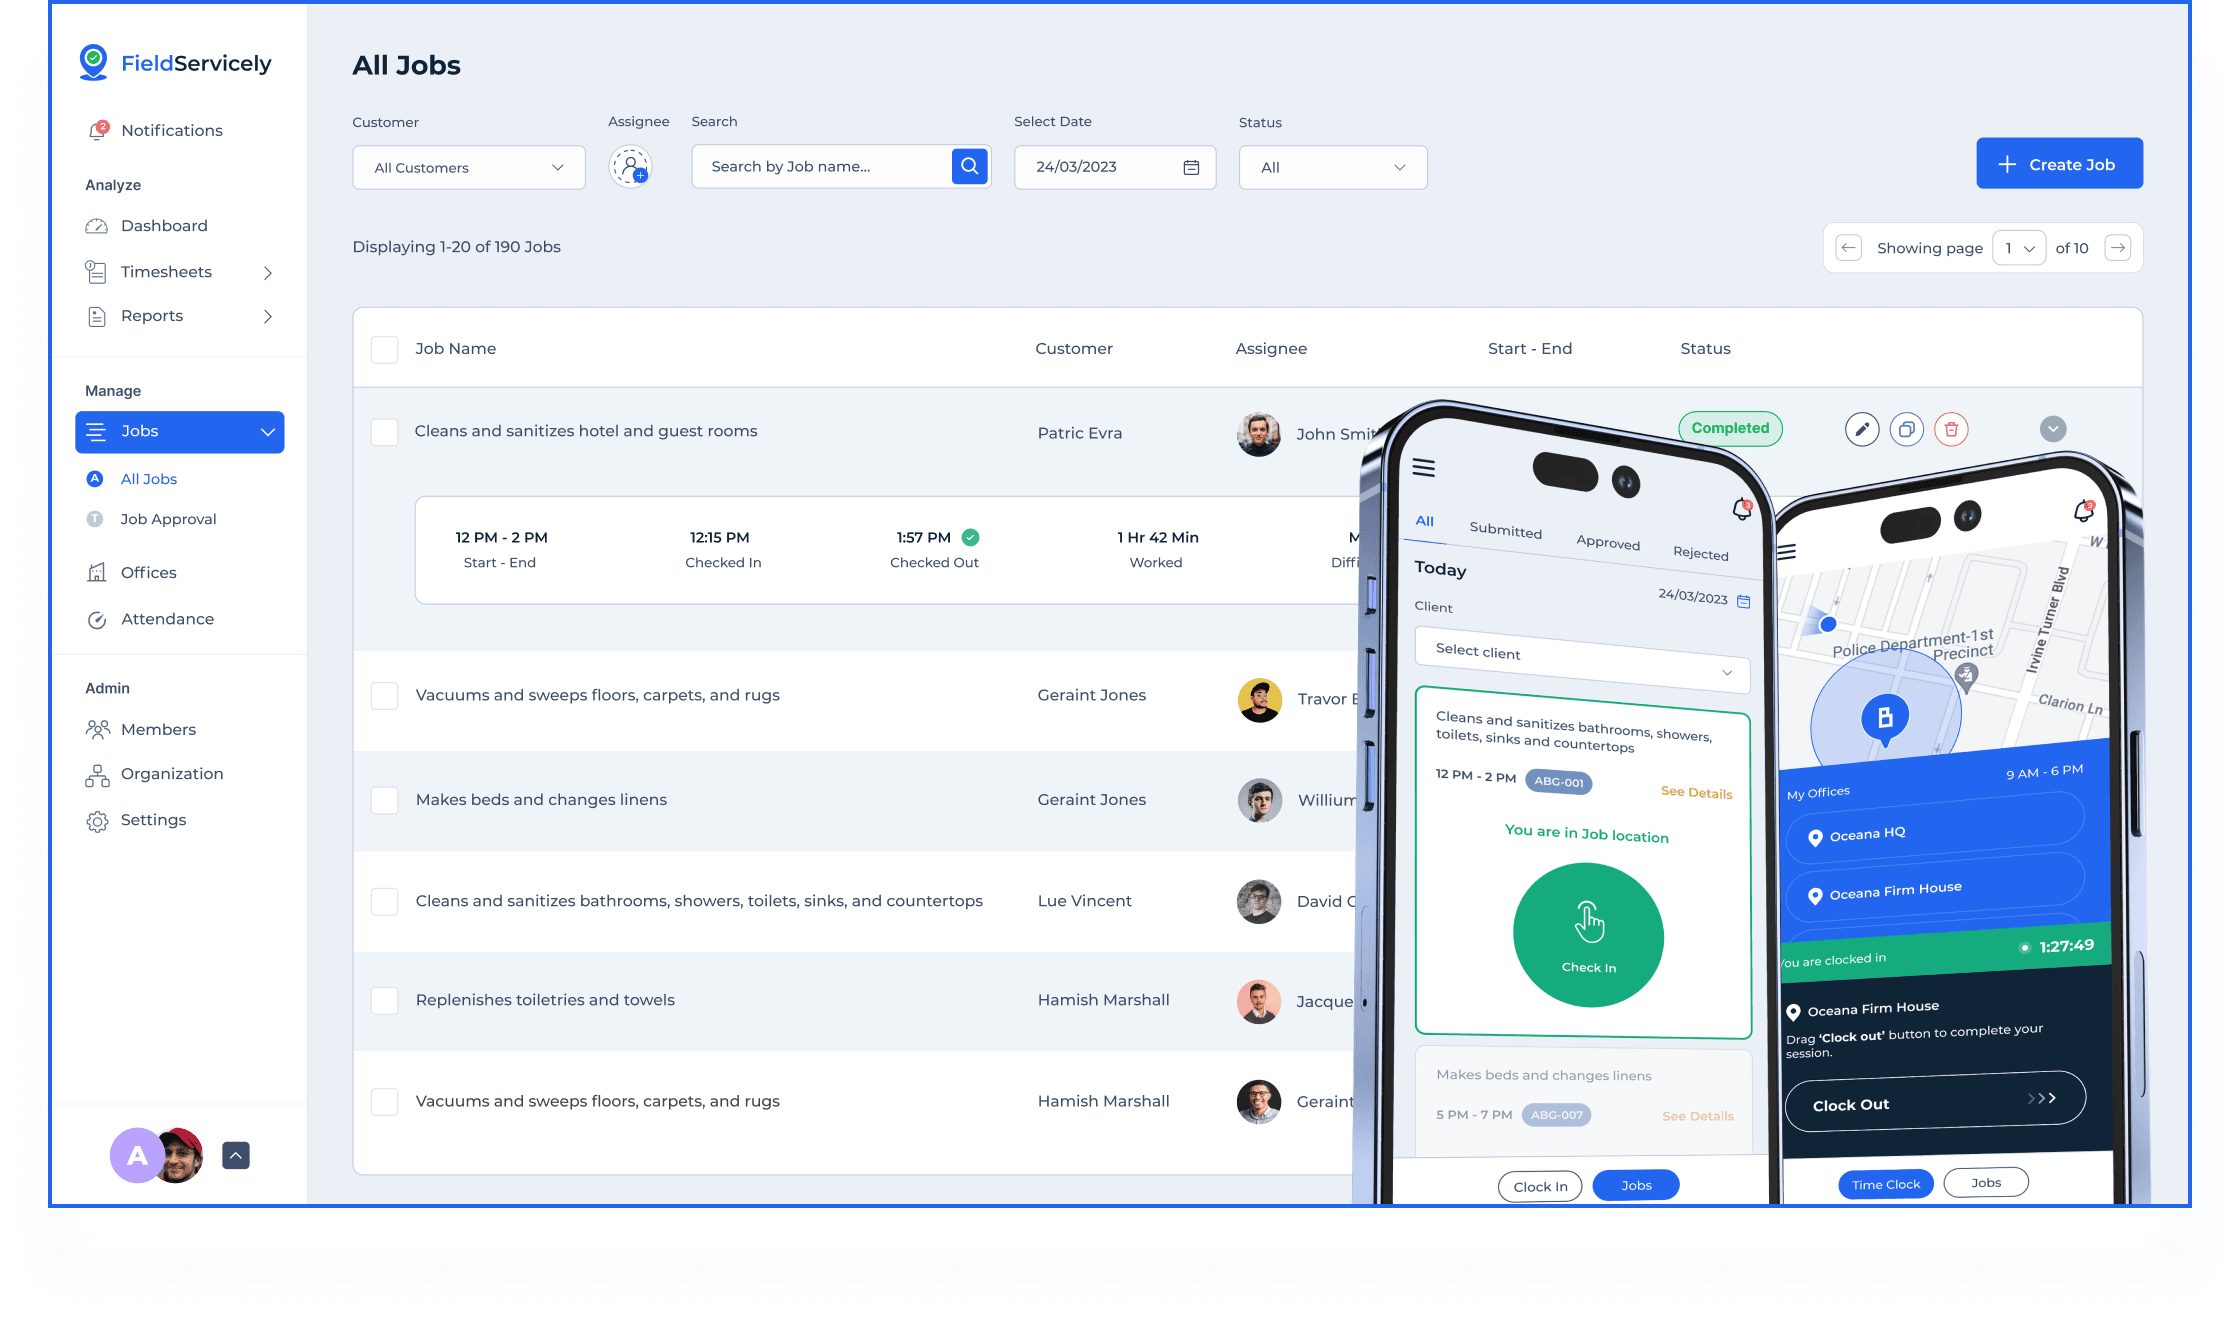 FieldServicely
2
Notifications
Analyze
Dashboard
Timesheets
Reports
Manage
Jobs
A
All Jobs
T
Job Approval
Offices
Attendance
Admin
Members
Organization
Settings
A
All Jobs
Customer
Assignee
Search
Select Date
Status
All Customers
Search by Job name...
24/03/2023
All
Create Job
Displaying 1-20 of 190 Jobs
Showing page 1 of 10
Job Name
Customer
Assignee
Start - End
Status
Cleans and sanitizes hotel and guest rooms
Patric Evra
John Smit
Completed
12 PM - 2 PM
Start - End
12:15 PM
Checked In
1:57 PM
Checked Out
1 Hr 42 Min
Worked
M
Diffi
Vacuums and sweeps floors, carpets, and rugs
Geraint Jones
Travor
Makes beds and changes linens
Geraint Jones
Willium
Cleans and sanitizes bathrooms, showers, toilets, sinks, and countertops
Lue Vincent
David
Replenishes toiletries and towels
Hamish Marshall
Jacque
Vacuums and sweeps floors, carpets, and rugs
Hamish Marshall
Geraint
3
All
Submitted
Approved
Rejected
Today
24/03/2023
Client
Select client
Cleans and sanitizes bathrooms, showers,
toilets, sinks and countertops
12 PM - 2 PM
ABG-001
See Details
You are in Job location
Check In
Makes beds and changes linens
5 PM - 7 PM
ABG-007
See Details
Clock In
Jobs
3
W
Irvine Turner Blvd
Police Department-1st
Precinct
Clarion Ln
B
My Offices
9 AM - 6 PM
Oceana HQ
Oceana Firm House
You are clocked in
1:27:49
Oceana Firm House
Drag ‘Clock out’ button to complete your
session.
Clock Out
Time Clock
Jobs